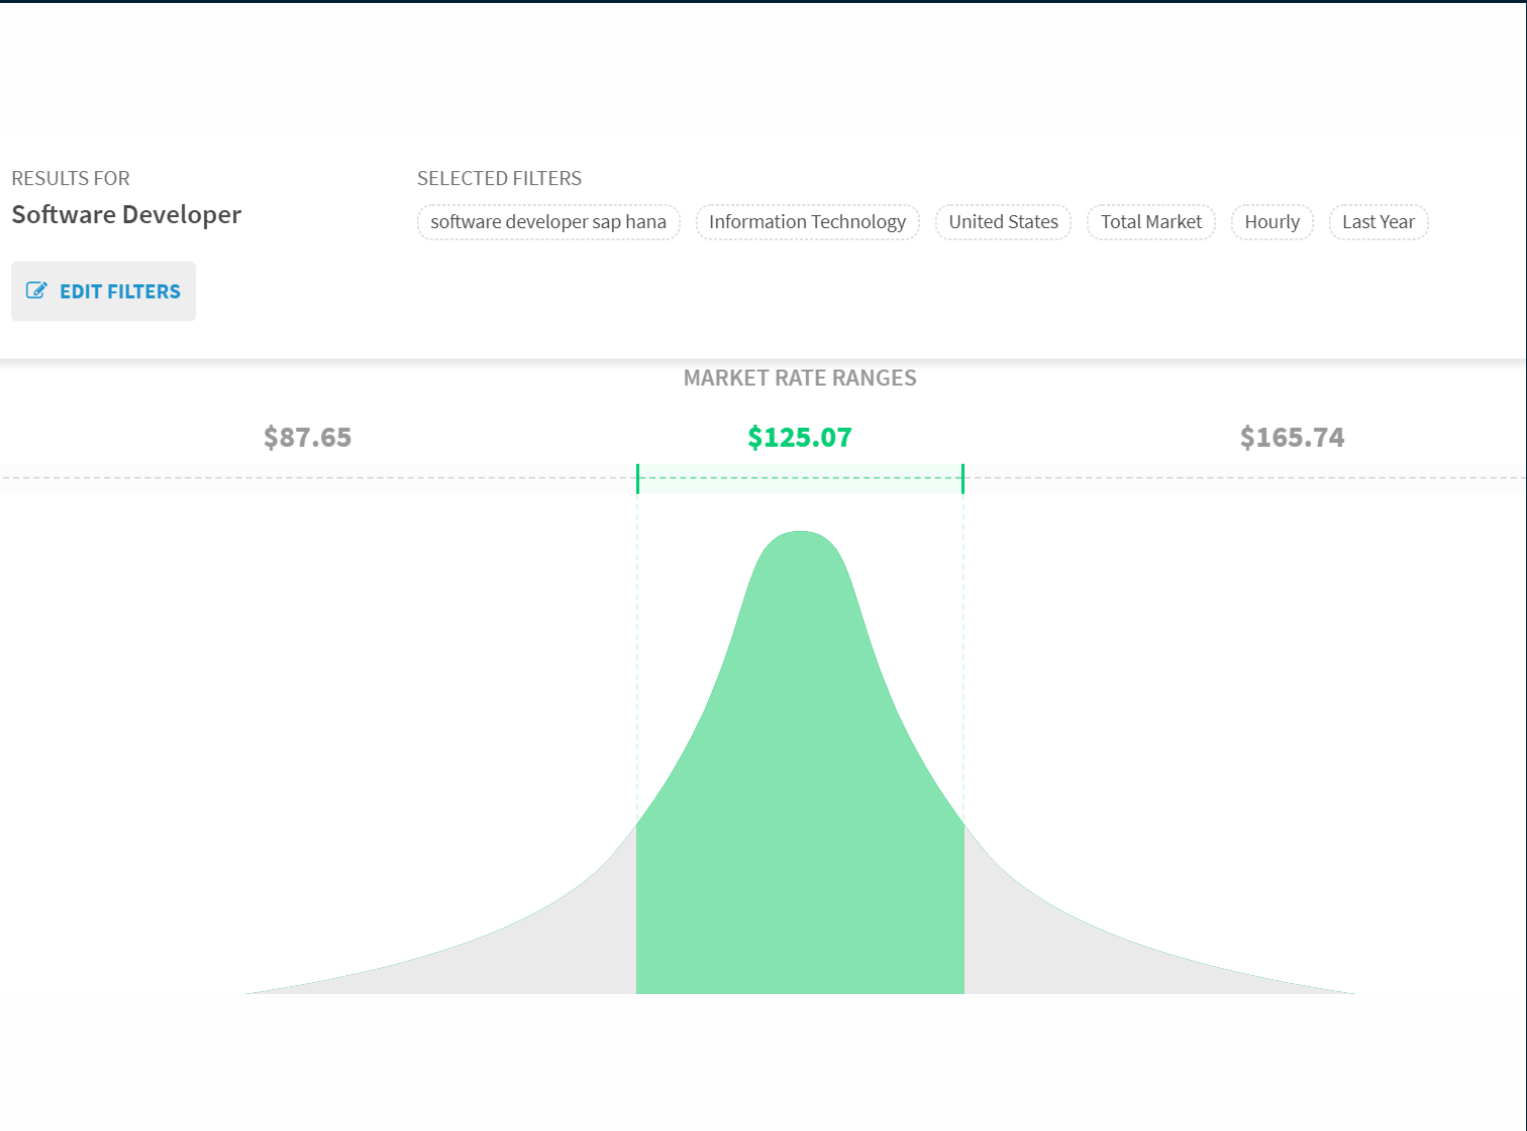 RESULTS FOR
Software Developer
EDIT FILTERS
SELECTED FILTERS
software developer sap hana Information Technology United States Total Market Hourly Last Year
MARKET RATE RANGES
$87.65 $125.07 $165.74